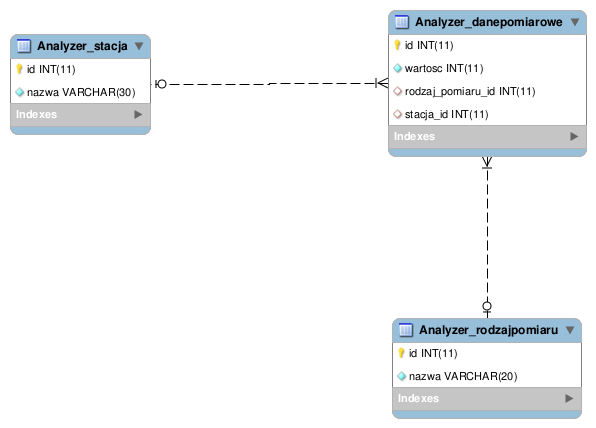 Analyzer_stacja
id INT(11)
nazwa VARCHAR(30)
Indexes
Analyzer_danepomiarowe
id INT(11)
wartosc INT(11)
rodzaj_pomiaru_id INT(11)
stacja_id INT(11)
Indexes
Analyzer_rodzajpomiaru
id INT(11)
nazwa VARCHAR(20)
Indexes